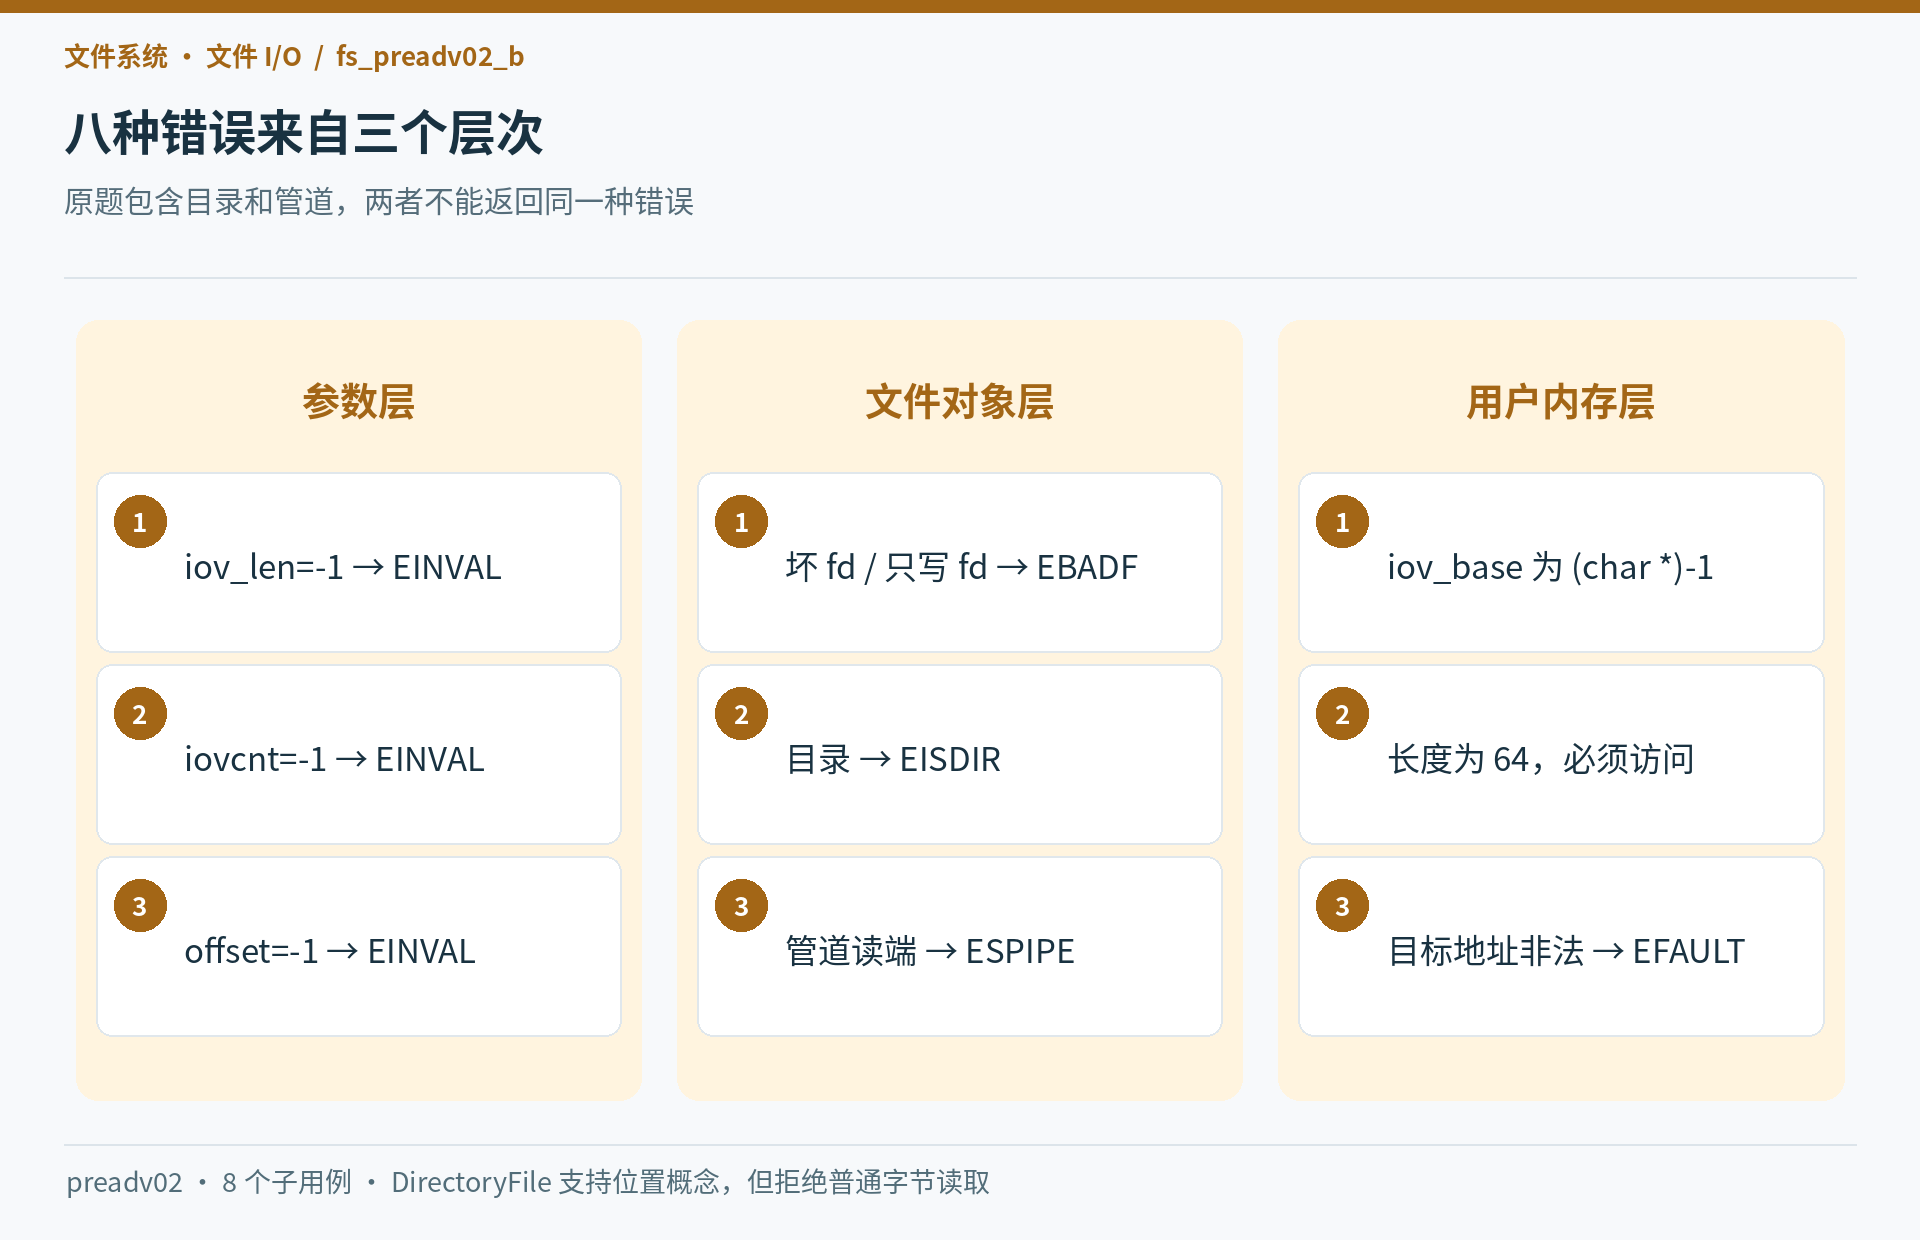 文件系统 · 文件 I/O / fs_preadv02_b
八种错误来自三个层次
原题包含目录和管道，两者不能返回同一种错误
参数层
1
iov_len=-1 → EINVAL
2
iovcnt=-1 → EINVAL
3
offset=-1 → EINVAL
文件对象层
1
坏 fd / 只写 fd → EBADF
2
目录 → EISDIR
3
管道读端 → ESPIPE
用户内存层
1
iov_base 为 (char *)-1
2
长度为 64，必须访问
3
目标地址非法 → EFAULT
preadv02 · 8 个子用例 · DirectoryFile 支持位置概念，但拒绝普通字节读取